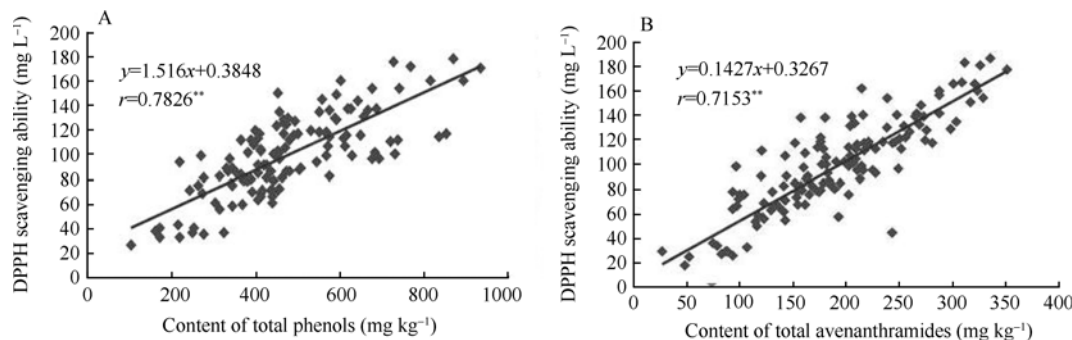 A
DPPH scavenging ability (mg L⁻¹)
200
180
160
140
120
100
80
60
40
20
0
y=1.516x+0.3848
r=0.7826**
0 200 400 600 800 1000
Content of total phenols (mg kg⁻¹)
B
DPPH scavenging ability (mg L⁻¹)
200
180
160
140
120
100
80
60
40
20
0
y=0.1427x+0.3267
r=0.7153**
0 50 100 150 200 250 300 350 400
Content of total avenanthramides (mg kg⁻¹)